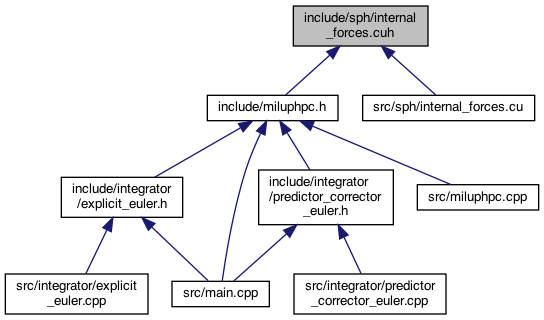 include/sph/internal
_forces.cuh
include/miluphpc.h
src/sph/internal_forces.cu
include/integrator
/explicit_euler.h
include/integrator
/predictor_corrector
_euler.h
src/miluphpc.cpp
src/integrator/explicit
_euler.cpp
src/main.cpp
src/integrator/predictor
_corrector_euler.cpp